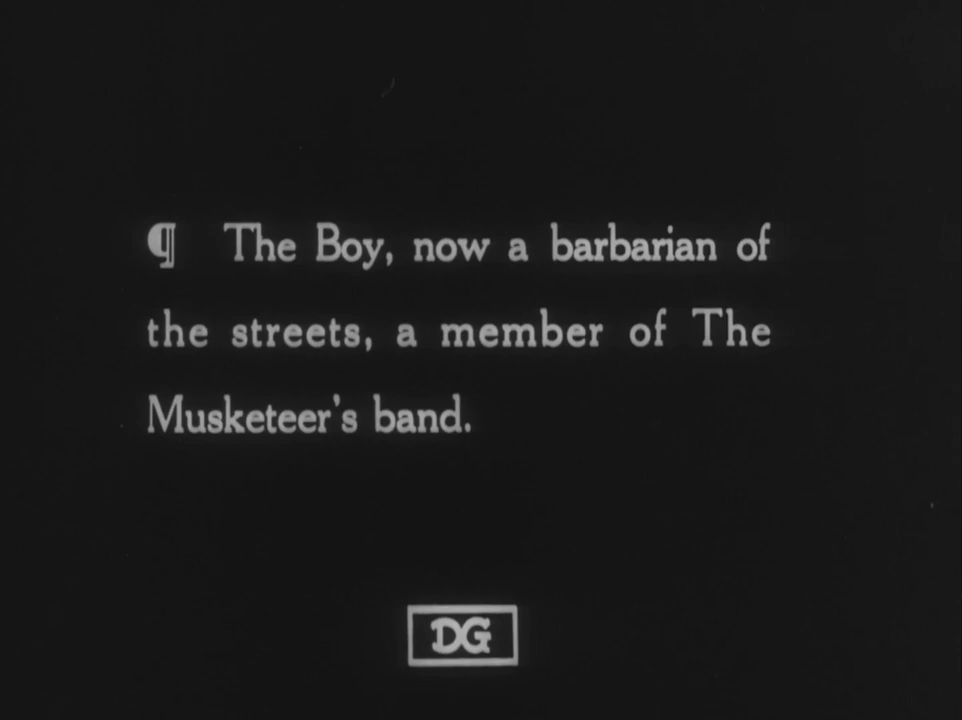 ¶ The Boy, now a barbarian of
the streets, a member of The
Musketeer's band.
DG